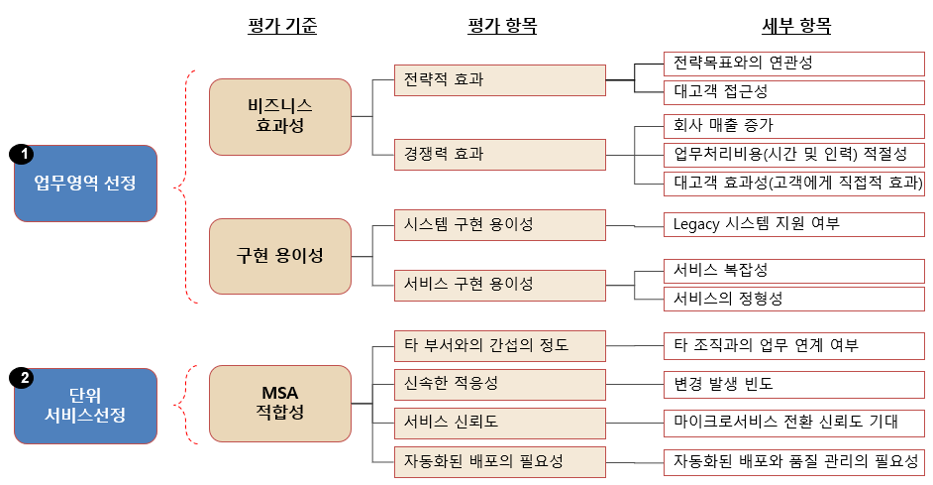 평가 기준
평가 항목
세부 항목
1
업무영역 선정
비즈니스
효과성
전략적 효과
전략목표와의 연관성
대고객 접근성
경쟁력 효과
회사 매출 증가
업무처리비용(시간 및 인력) 적절성
대고객 효과성(고객에게 직접적 효과)
구현 용이성
시스템 구현 용이성
Legacy 시스템 지원 여부
서비스 구현 용이성
서비스 복잡성
서비스의 정형성
2
단위
서비스선정
MSA
적합성
타 부서와의 간섭의 정도
타 조직과의 업무 연계 여부
신속한 적응성
변경 발생 빈도
서비스 신뢰도
마이크로서비스 전환 신뢰도 기대
자동화된 배포의 필요성
자동화된 배포와 품질 관리의 필요성